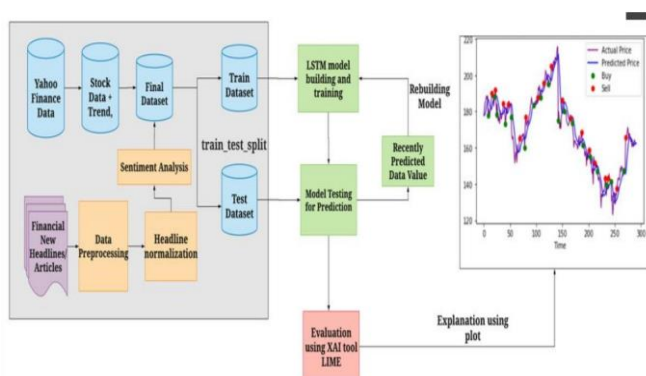 Yahoo
Finance
Data
Stock
Data +
Trend,
Final
Dataset
Train
Dataset
train_test_split
Sentiment Analysis
Test
Dataset
Financial
New
Headlines/
Articles
Data
Preprocessing
Headline
normalization
LSTM model
building and
training
Rebuilding
Model
Recently
Predicted
Data Value
Model Testing
for Prediction
Evaluation
using XAI tool
LIME
Explanation using
plot
220
200
180
160
140
120
Actual Price
Predicted Price
Buy
Sell
0 50 100 150 200 250 300
Time